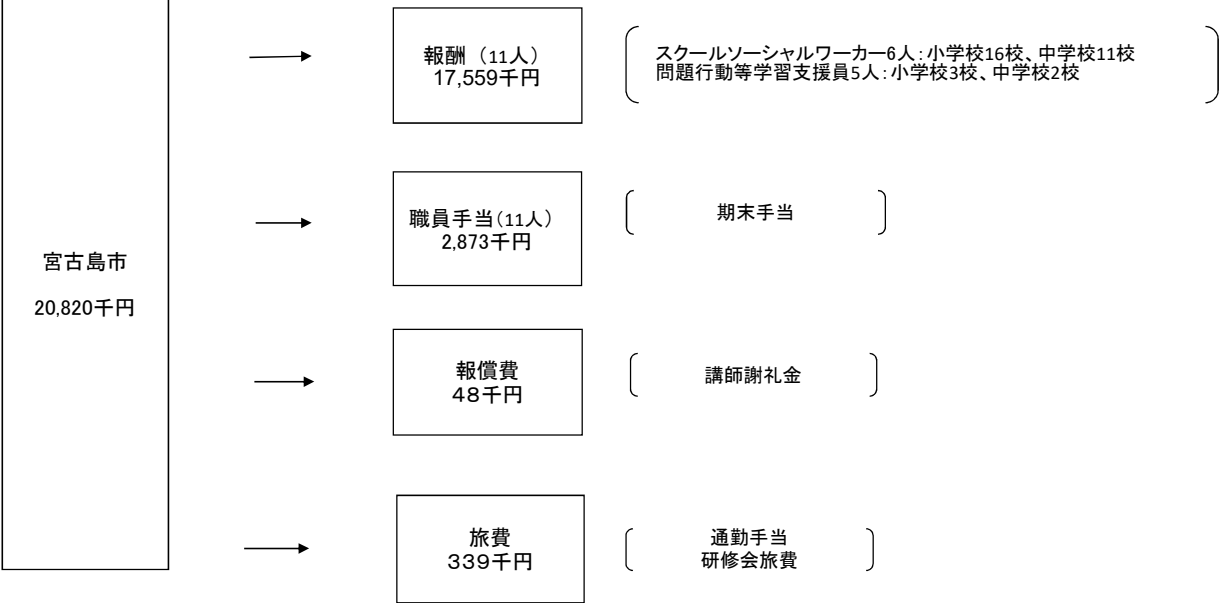 宮古島市
20,820千円
報酬（11人）
17,559千円
スクールソーシャルワーカー6人：小学校16校、中学校11校
問題行動等学習支援員5人：小学校3校、中学校2校
職員手当（11人）
2,873千円
期末手当
報償費
４８千円
講師謝礼金
旅費
３３９千円
通勤手当
研修会旅費